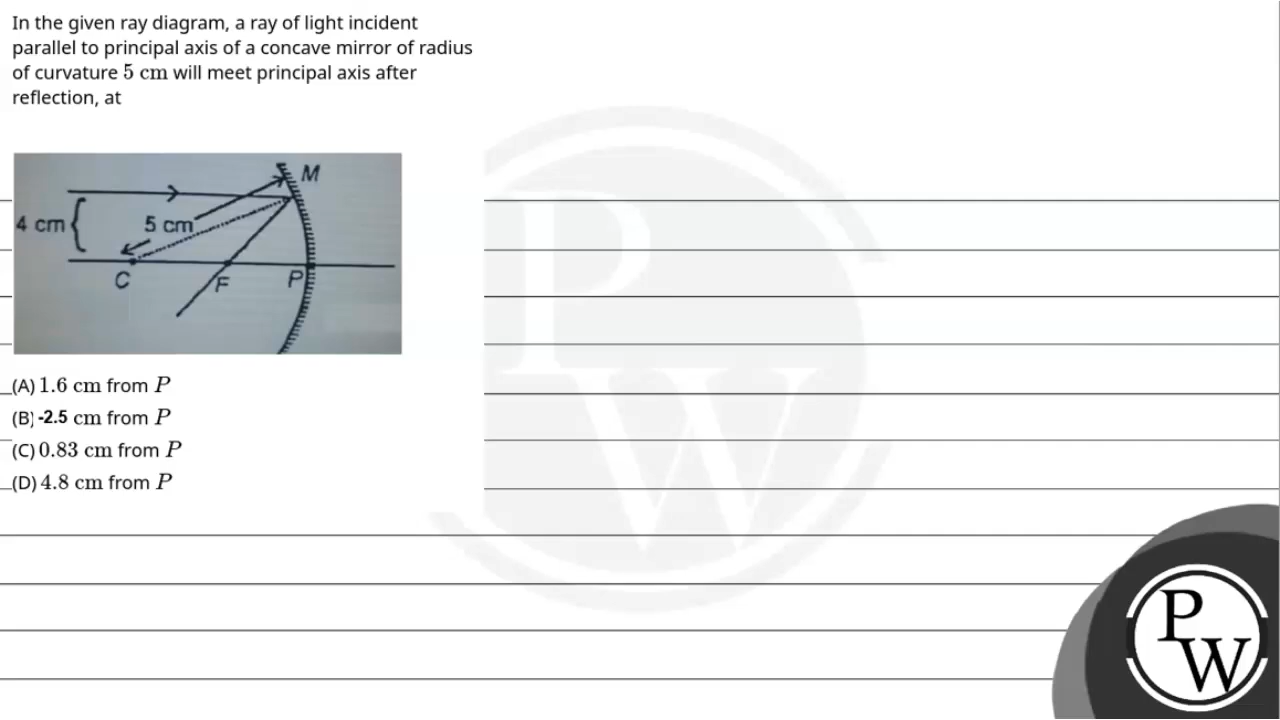 In the given ray diagram, a ray of light incident
parallel to principal axis of a concave mirror of radius
of curvature 5 cm will meet principal axis after
reflection, at
M
4 cm
5 cm
C
F
P
(A) 1.6 cm from P
(B) -2.5 cm from P
(C) 0.83 cm from P
(D) 4.8 cm from P
P
W
P
W